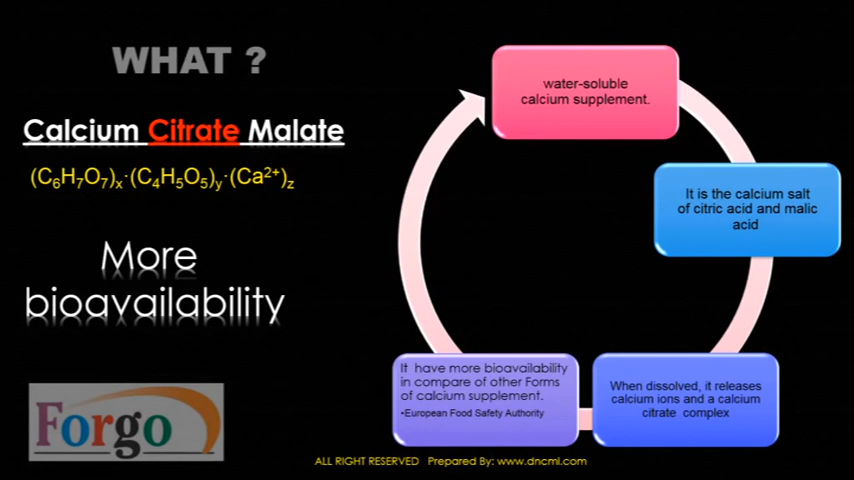 WHAT ?
Calcium Citrate Malate
(C₆H₇O₇)ₓ·(C₄H₅O₅)ᵧ·(Ca²⁺)z
More
bioavailability
Forgo
water-soluble
calcium supplement.
It is the calcium salt
of citric acid and malic
acid
When dissolved, it releases
calcium ions and a calcium
citrate complex
It have more bioavailability
in compare of other Forms
of calcium supplement.
•European Food Safety Authority
ALL RIGHT RESERVED Prepared By: www.dncml.com